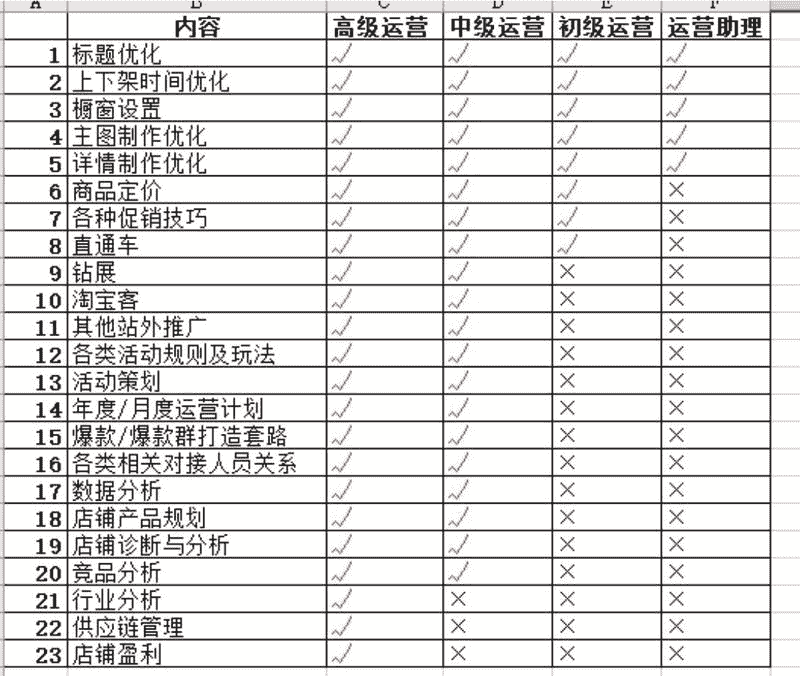 A B C D E F
内容 高级运营 中级运营 初级运营 运营助理
1 标题优化 √ √ √ √
2 上下架时间优化 √ √ √ √
3 橱窗设置 √ √ √ √
4 主图制作优化 √ √ √ √
5 详情制作优化 √ √ √ √
6 商品定价 √ √ √ ×
7 各种促销技巧 √ √ √ ×
8 直通车 √ √ √ ×
9 钻展 √ √ × ×
10 淘宝客 √ √ × ×
11 其他站外推广 √ √ × ×
12 各类活动规则及玩法 √ √ × ×
13 活动策划 √ √ × ×
14 年度/月度运营计划 √ √ × ×
15 爆款/爆款群打造套路 √ √ × ×
16 各类相关对接人员关系 √ √ × ×
17 数据分析 √ √ × ×
18 店铺产品规划 √ √ × ×
19 店铺诊断与分析 √ √ × ×
20 竞品分析 √ √ × ×
21 行业分析 √ × × ×
22 供应链管理 √ × × ×
23 店铺盈利 √ × × ×